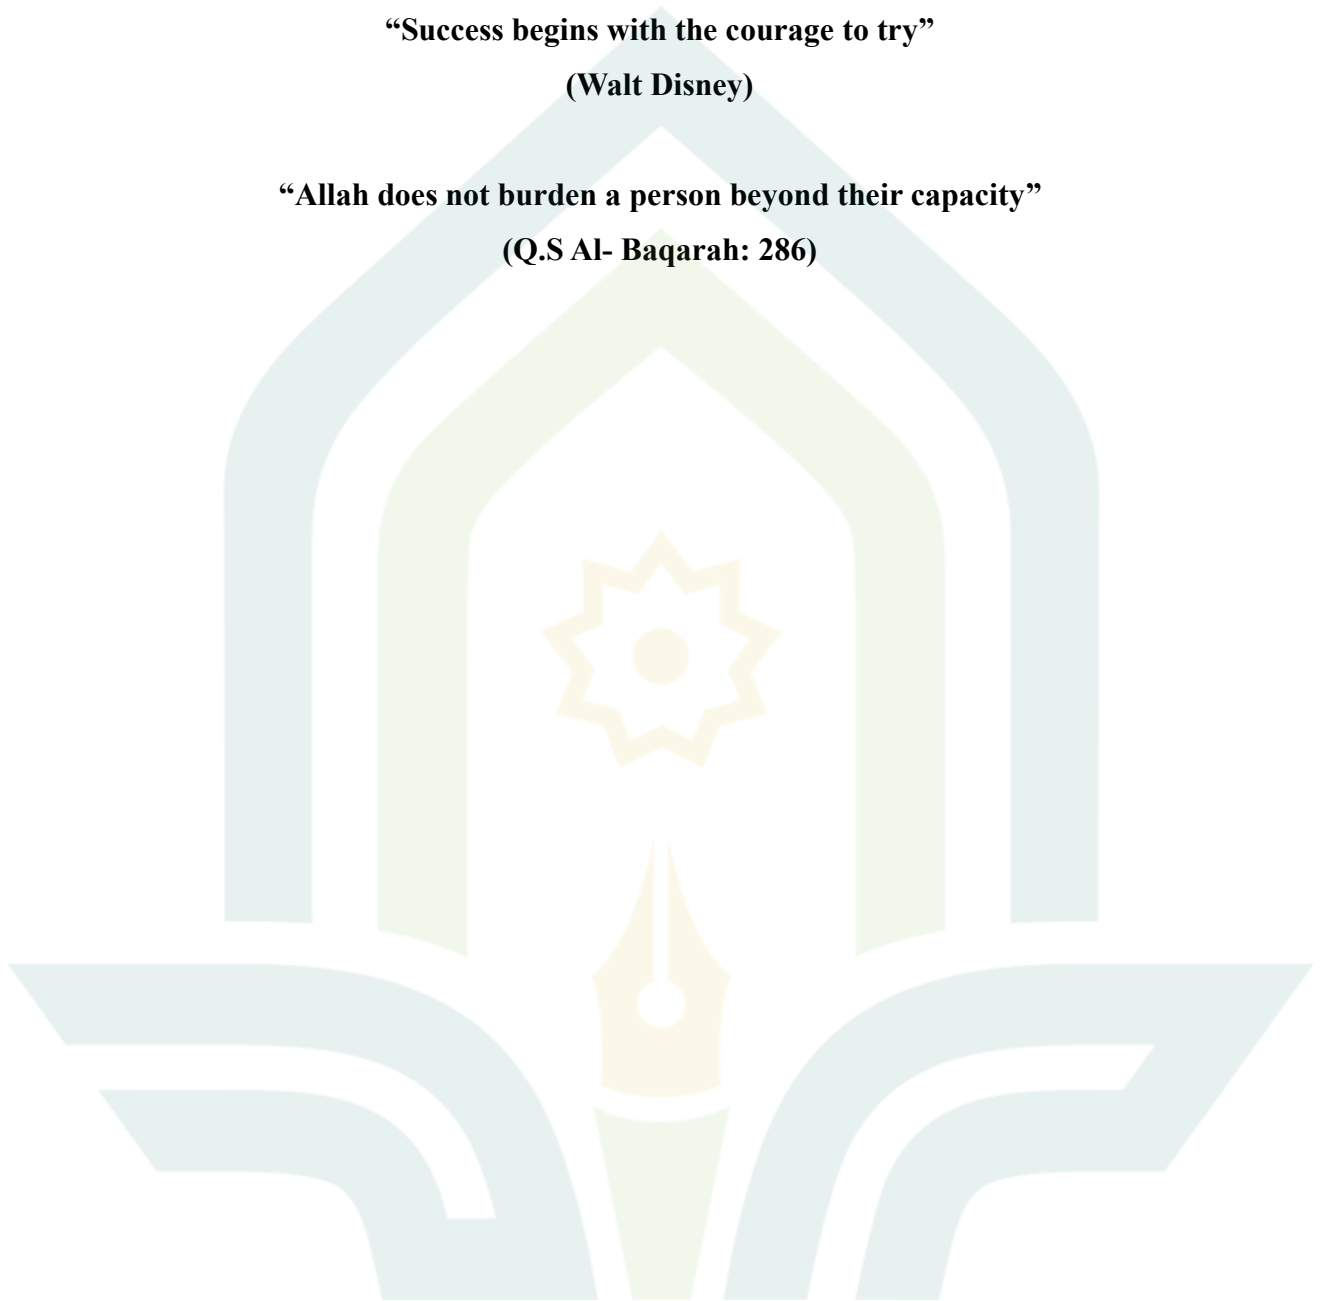 “Success begins with the courage to try”
(Walt Disney)
“Allah does not burden a person beyond their capacity”
(Q.S Al- Baqarah: 286)